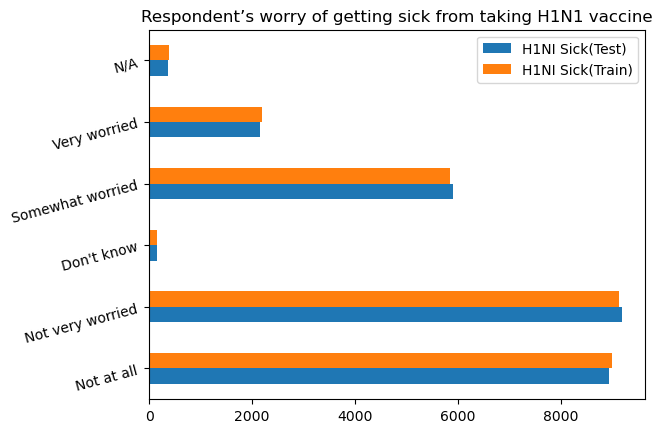 Respondent’s worry of getting sick from taking H1N1 vaccine
H1NI Sick(Test)
H1NI Sick(Train)
N/A
Very worried
Somewhat worried
Don't know
Not very worried
Not at all
0 2000 4000 6000 8000